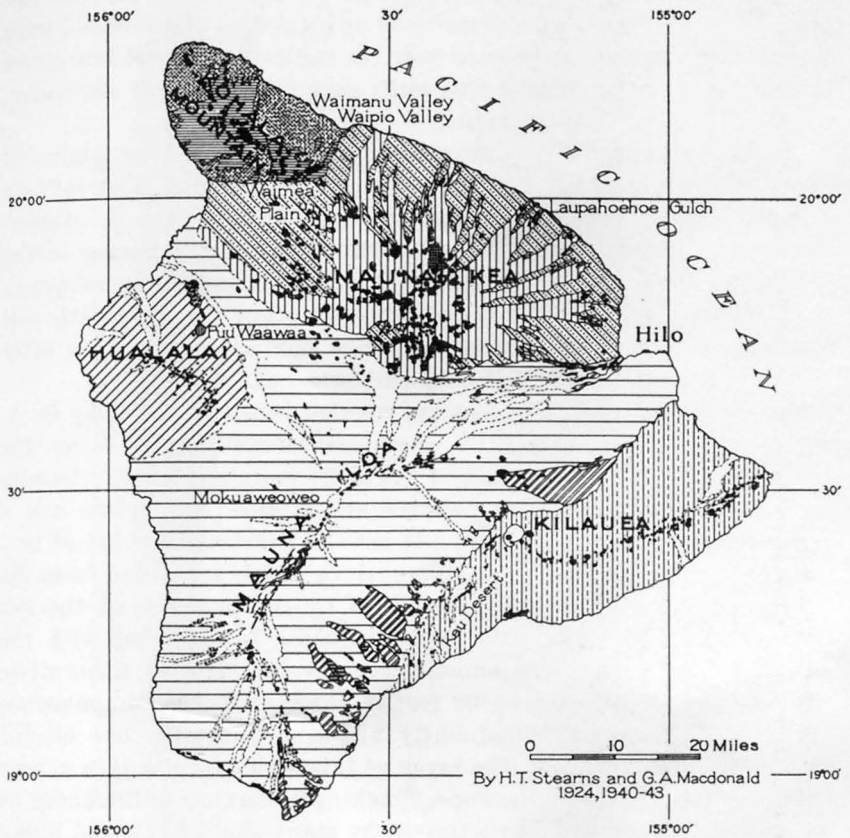 156°00'
30'
155°00'
PACIFIC OCEAN
KOHALA
MOUNTAIN
Waimanu Valley
Waipio Valley
Waimea
Plain
20°00'
Laupahoehoe Gulch
20°00'
MAUNA KEA
Puu Waawaa
Hilo
HUALALAI
MAUNA LOA
30'
Mokuaweoweo
30'
KILAUEA
Kau Desert
0 10 20 Miles
19°00'
By H.T. Stearns and G.A. Macdonald
1924, 1940-43
19°00'
156°00'
30'
155°00'